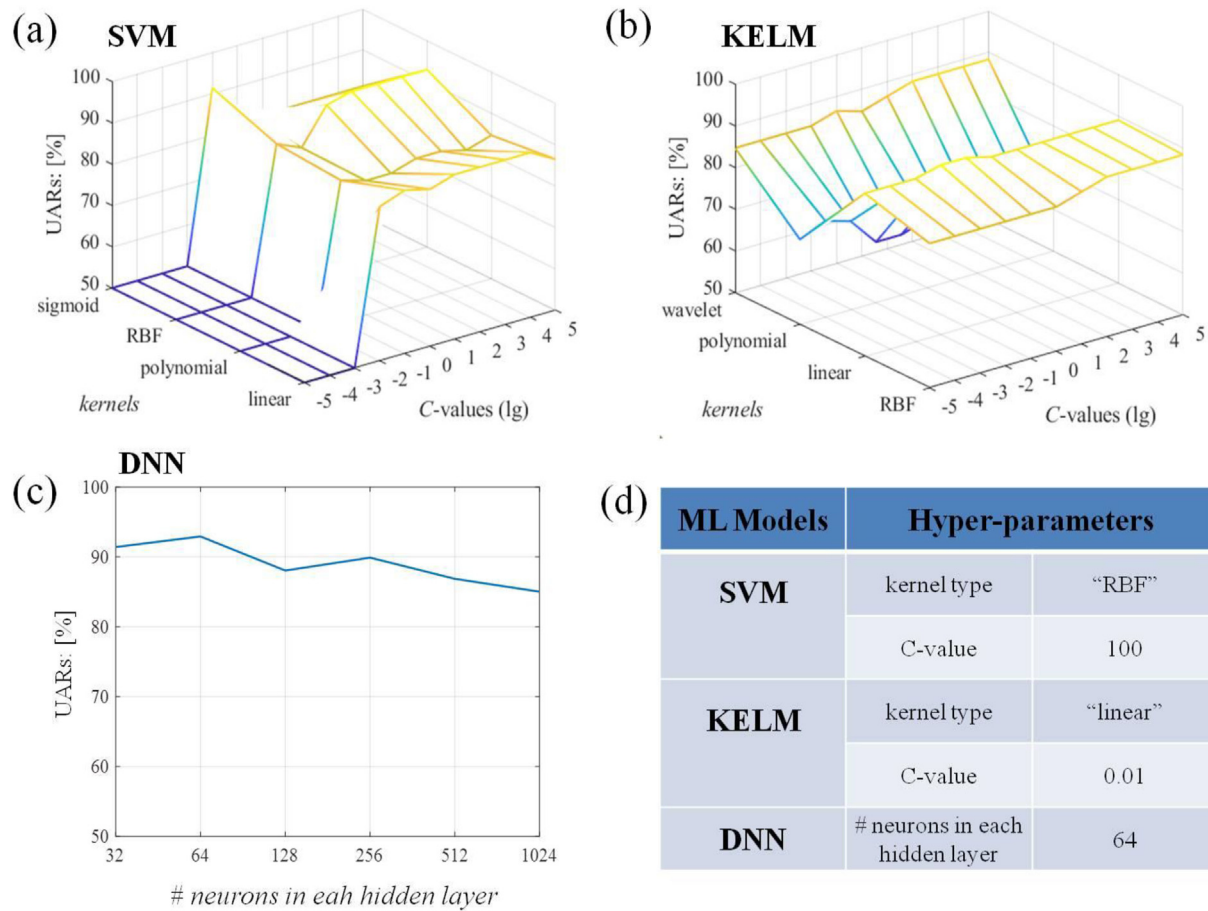 (a) SVM
UARs: [%]
100
90
80
70
60
50
sigmoid
RBF
polynomial
linear
kernels
-5 -4 -3 -2 -1 0 1 2 3 4 5
C-values (lg)
(b) KELM
UARs: [%]
100
90
80
70
60
50
wavelet
polynomial
linear
RBF
kernels
-5 -4 -3 -2 -1 0 1 2 3 4 5
C-values (lg)
(c) DNN
UARs: [%]
100
90
80
70
60
50
32 64 128 256 512 1024
# neurons in eah hidden layer
(d)
ML Models Hyper-parameters
SVM kernel type “RBF”
C-value 100
KELM kernel type “linear”
C-value 0.01
DNN # neurons in each
hidden layer 64